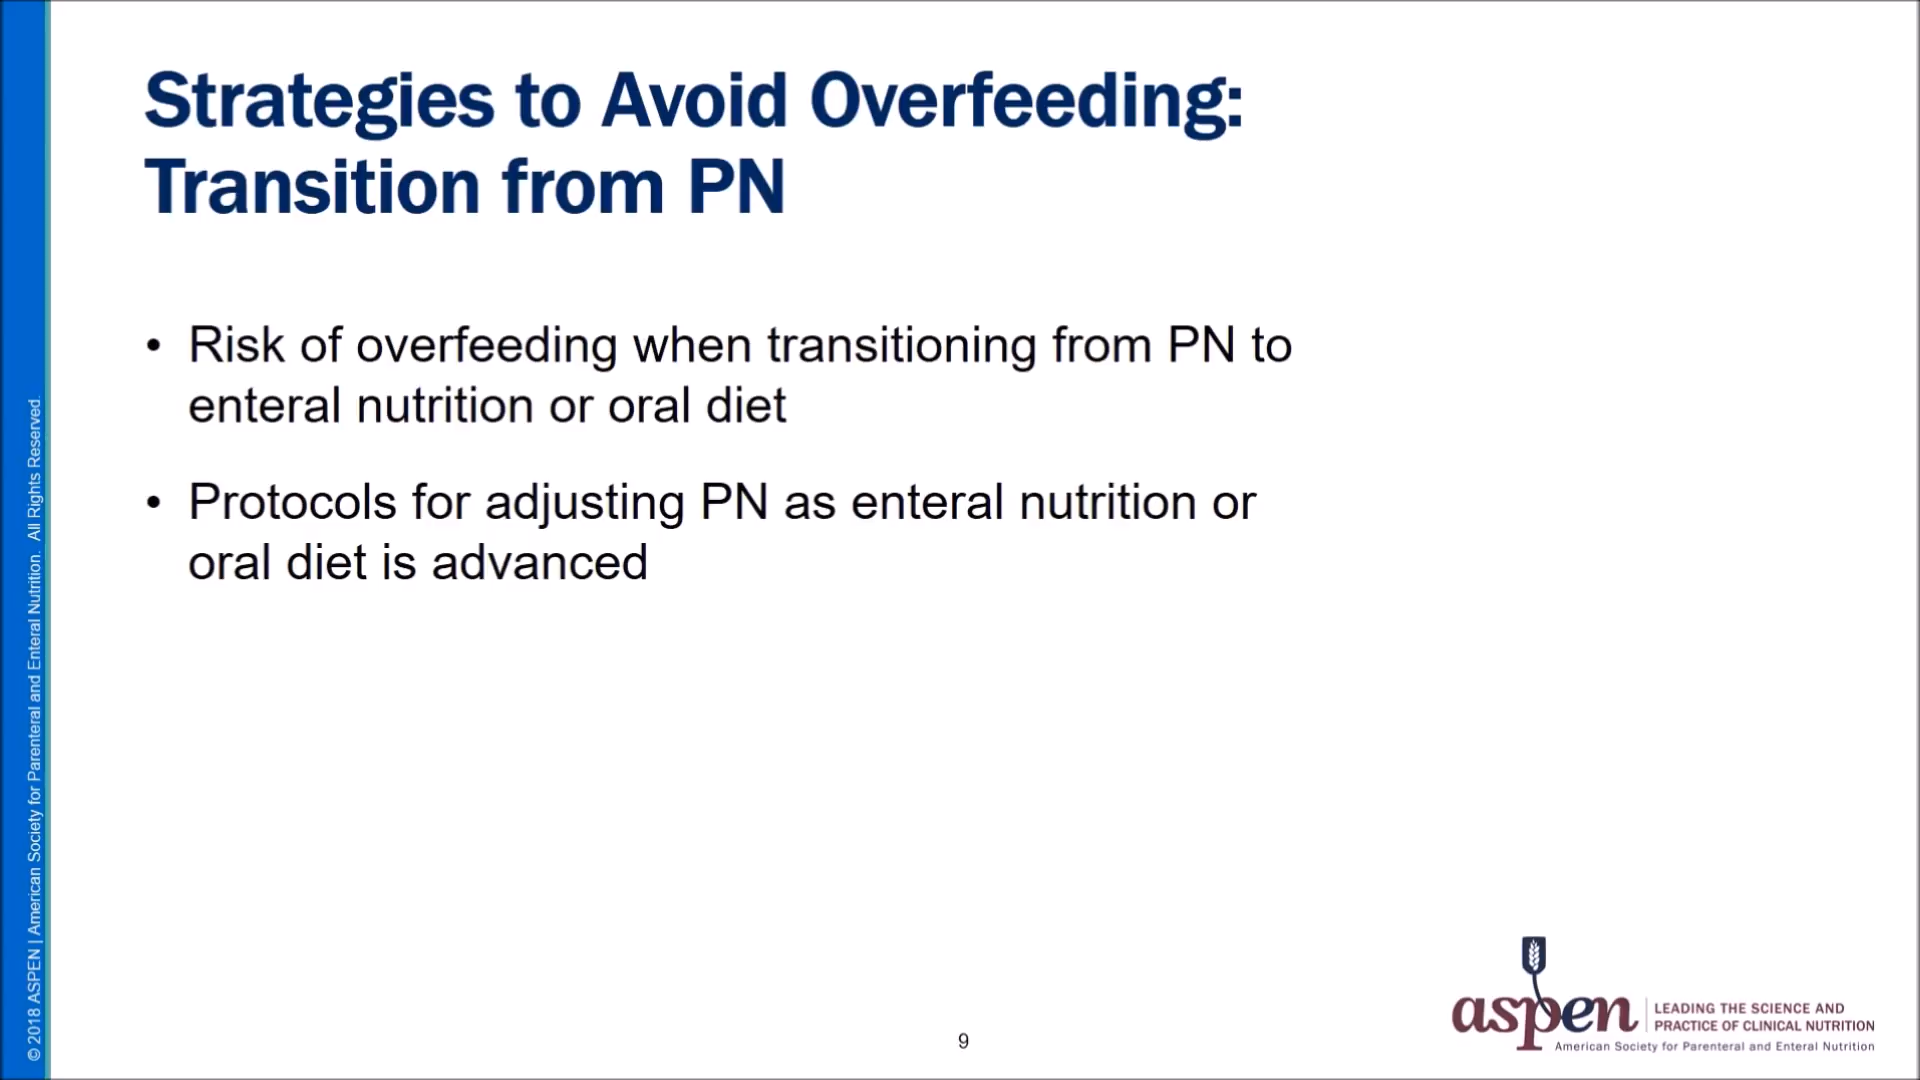 Strategies to Avoid Overfeeding:
Transition from PN
• Risk of overfeeding when transitioning from PN to
enteral nutrition or oral diet
• Protocols for adjusting PN as enteral nutrition or
oral diet is advanced
© 2018 ASPEN | American Society for Parenteral and Enteral Nutrition. All Rights Reserved.
9
aspen
LEADING THE SCIENCE AND
PRACTICE OF CLINICAL NUTRITION
American Society for Parenteral and Enteral Nutrition